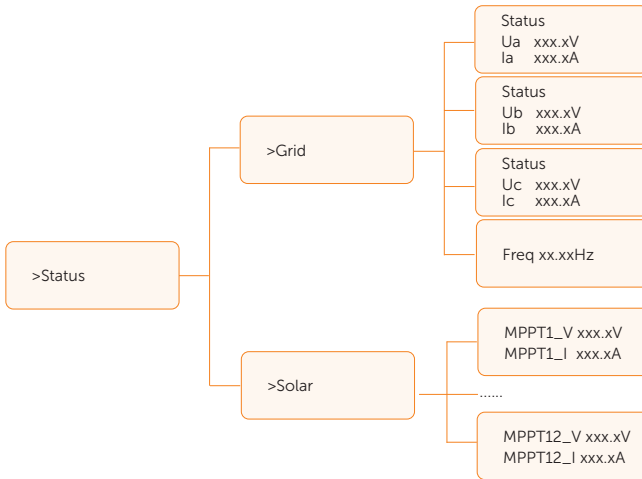 Status
Ua xxx.xV
Ia xxx.xA
Status
Ub xxx.xV
Ib xxx.xA
>Grid
Status
Uc xxx.xV
Ic xxx.xA
Freq xx.xxHz
>Status
MPPT1_V xxx.xV
MPPT1_I xxx.xA
>Solar
......
MPPT12_V xxx.xV
MPPT12_I xxx.xA